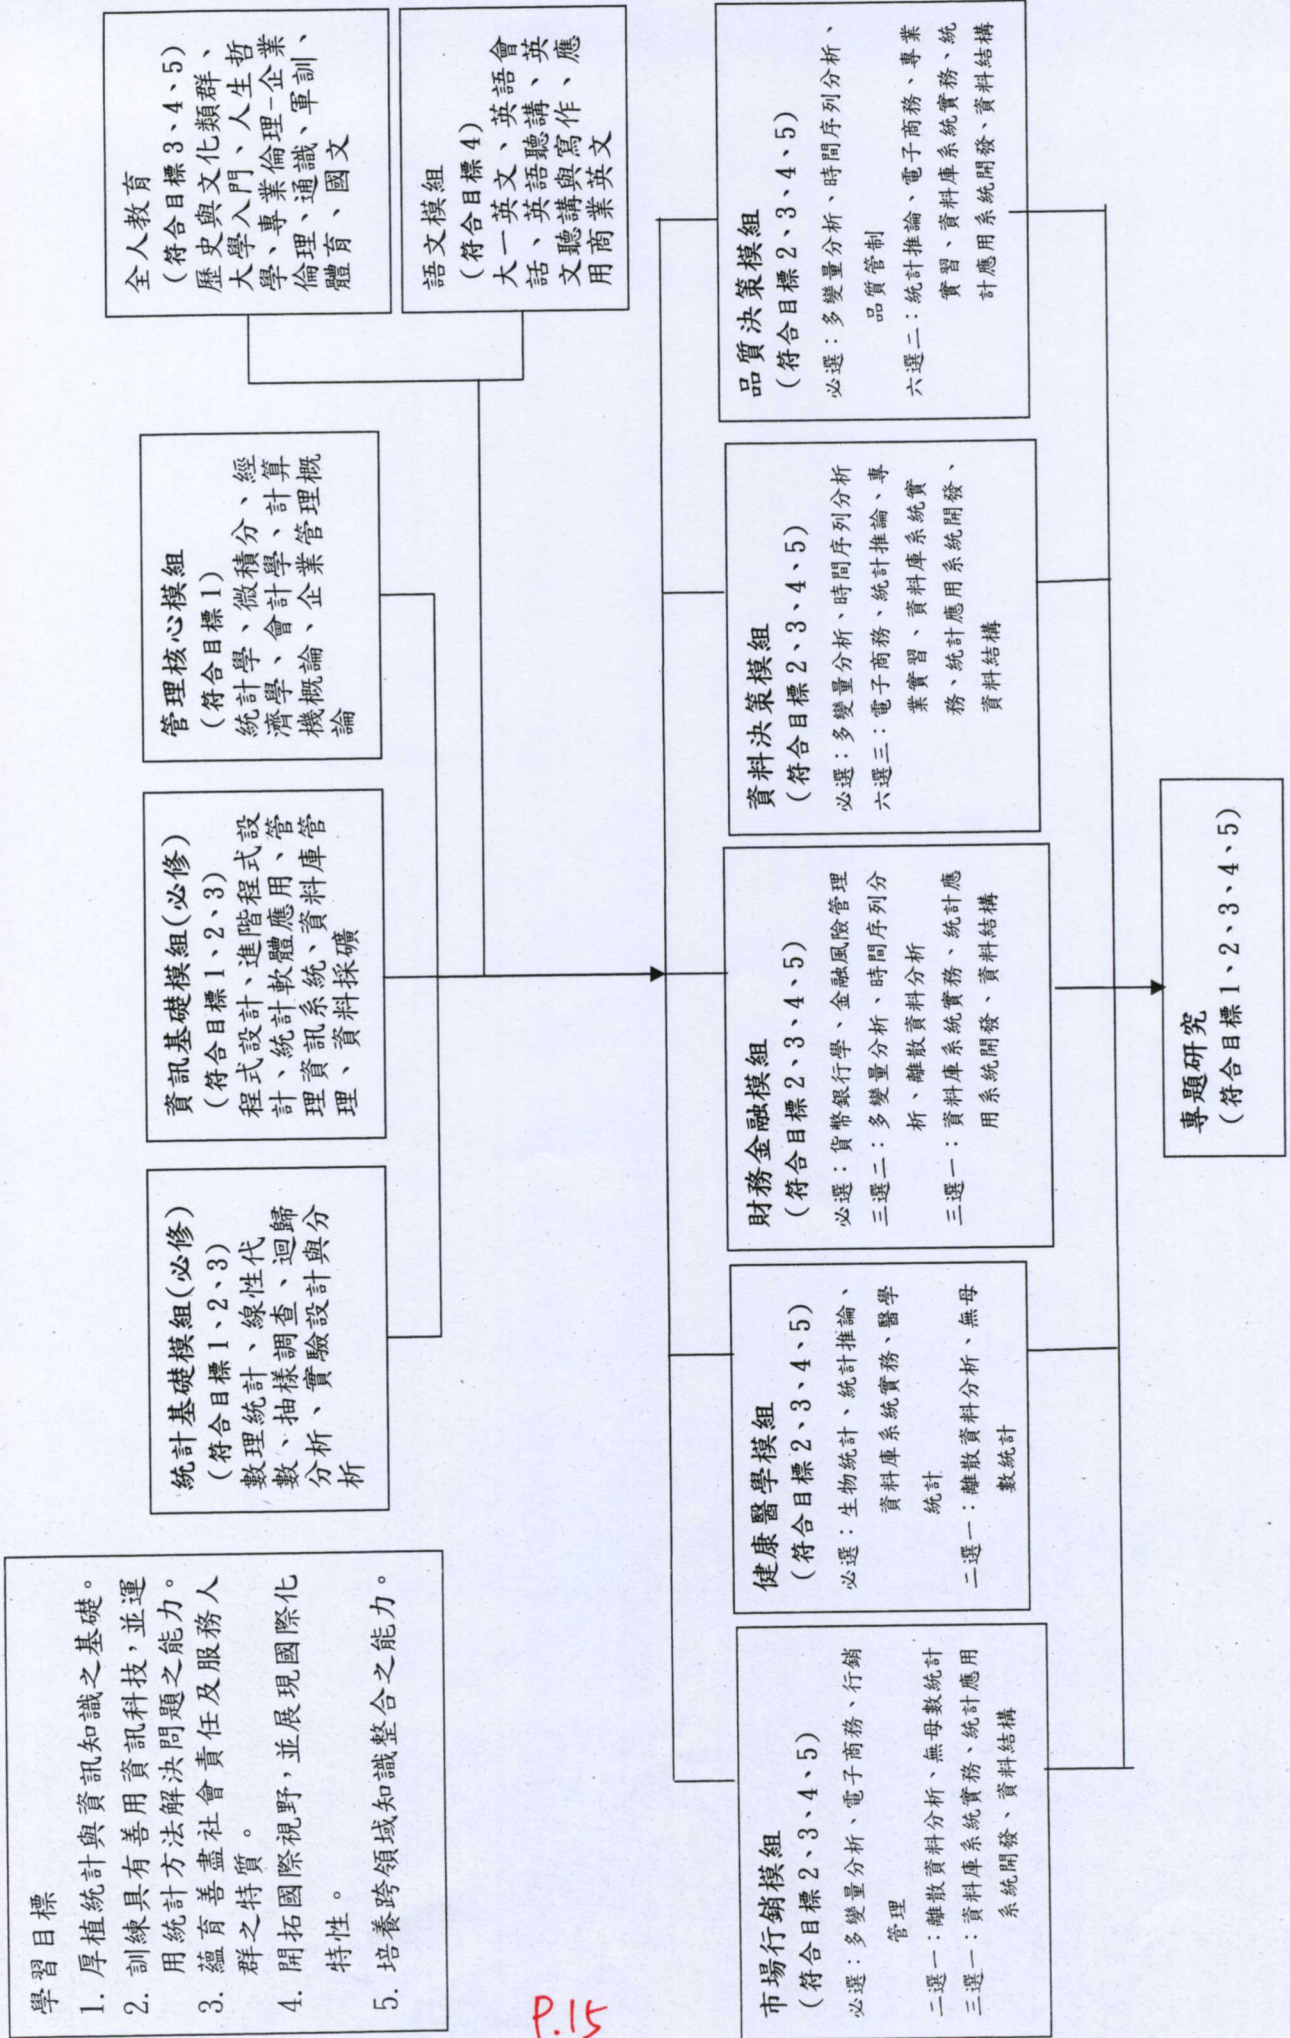 學習目標
1. 厚植統計與資訊知識之基礎。
2. 訓練具有善用資訊科技，並運
用統計方法解決問題之能力。
3. 蘊育善盡社會責任及服務人
群之特質。
4. 開拓國際視野，並展現國際化
特性。
5. 培養跨領域知識整合之能力。
統計基礎模組(必修)
(符合目標1、2、3)
數理統計、線性代
數、抽樣調查、迴歸
分析、實驗設計與分
析
資訊基礎模組(必修)
(符合目標1、2、3)
程式設計、進階程式設
計、統計軟體應用、管
理資訊系統、資料庫管
理、資料採礦
管理核心模組
(符合目標1)
統計學、微積分、經
濟學、會計學、計算
機概論、企業管理概
論
全人教育
(符合目標3、4、5)
歷史與文化類群、
大學入門、人生哲
學、專業倫理-企業
倫理、通識、軍訓、
體育、國文
語文模組
(符合目標4)
大一英文、英語會
話、英語聽講、英
文聽講與寫作、應
用商業英文
市場行銷模組
(符合目標2、3、4、5)
必選：多變量分析、電子商務、行銷
管理
二選一：離散資料分析、無母數統計
三選一：資料庫系統實務、統計應用
系統開發、資料結構
健康醫學模組
(符合目標2、3、4、5)
必選：生物統計、統計推論、
資料庫系統實務、醫學
統計
二選一：離散資料分析、無母
數統計
財務金融模組
(符合目標2、3、4、5)
必選：貨幣銀行學、金融風險管理
三選二：多變量分析、時間序列分
析、離散資料分析
三選一：資料庫系統實務、統計應
用系統開發、資料結構
資料決策模組
(符合目標2、3、4、5)
必選：多變量分析、時間序列分析
六選三：電子商務、統計推論、專
業實習、資料庫系統實
務、統計應用系統開發、
資料結構
品質決策模組
(符合目標2、3、4、5)
必選：多變量分析、時間序列分析、
品質管制
六選二：統計推論、電子商務、專業
實習、資料庫系統實務、統
計應用系統開發、資料結構
專題研究
(符合目標1、2、3、4、5)
P.15